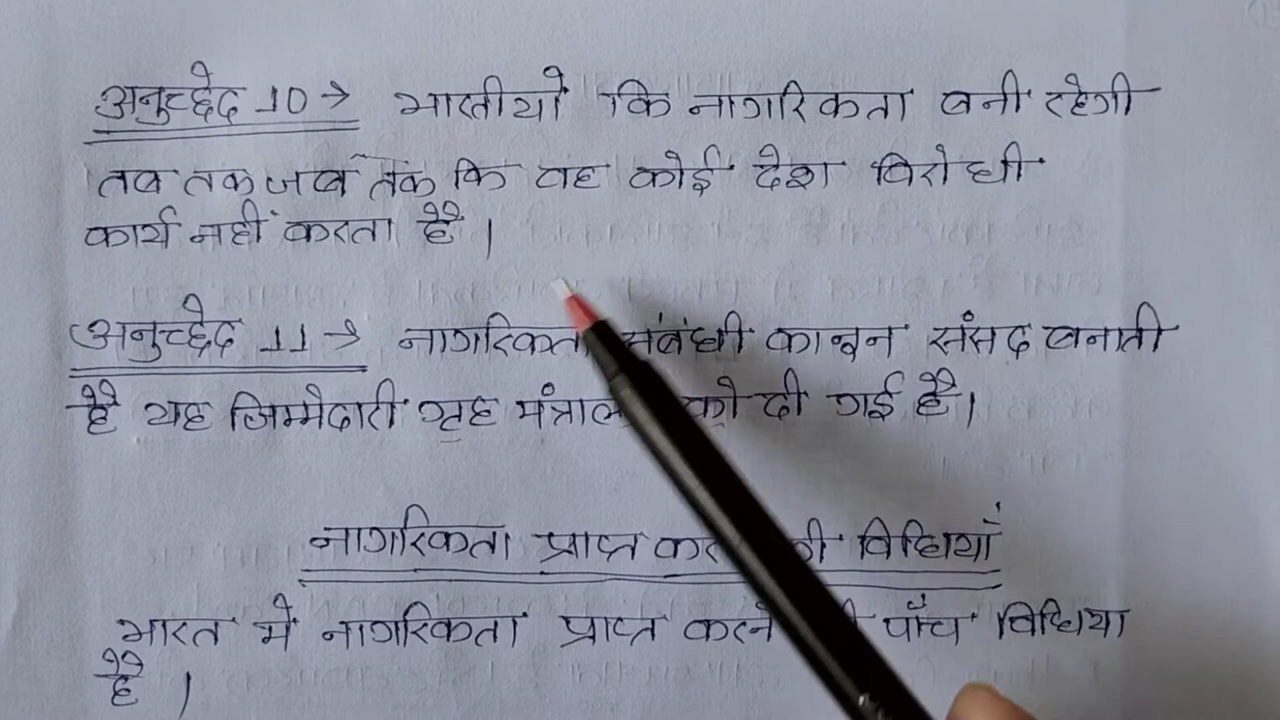 अनुच्छेद 10 → भारतीयों कि नागरिकता बनी रहेगी
तब तक जब तक कि वह कोई देश विरोधी
कार्य नहीं करता है।
अनुच्छेद 11 → नागरिकता संबंधी कानून संसद बनाती
है यह जिम्मेदारी गृह को दी गई है।
नागरिकता प्राप्त विधियाँ
भारत में नागरिकता प्राप्त करने पाँच विधिया
है।